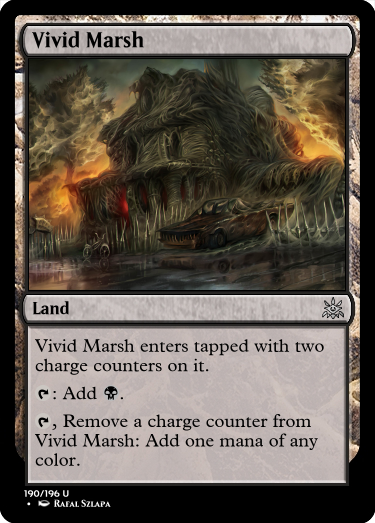 Vivid Marsh
Land
Vivid Marsh enters tapped with two
charge counters on it.
: Add .
, Remove a charge counter from
Vivid Marsh: Add one mana of any
color.
190/196 U
• Rafal Szlapa